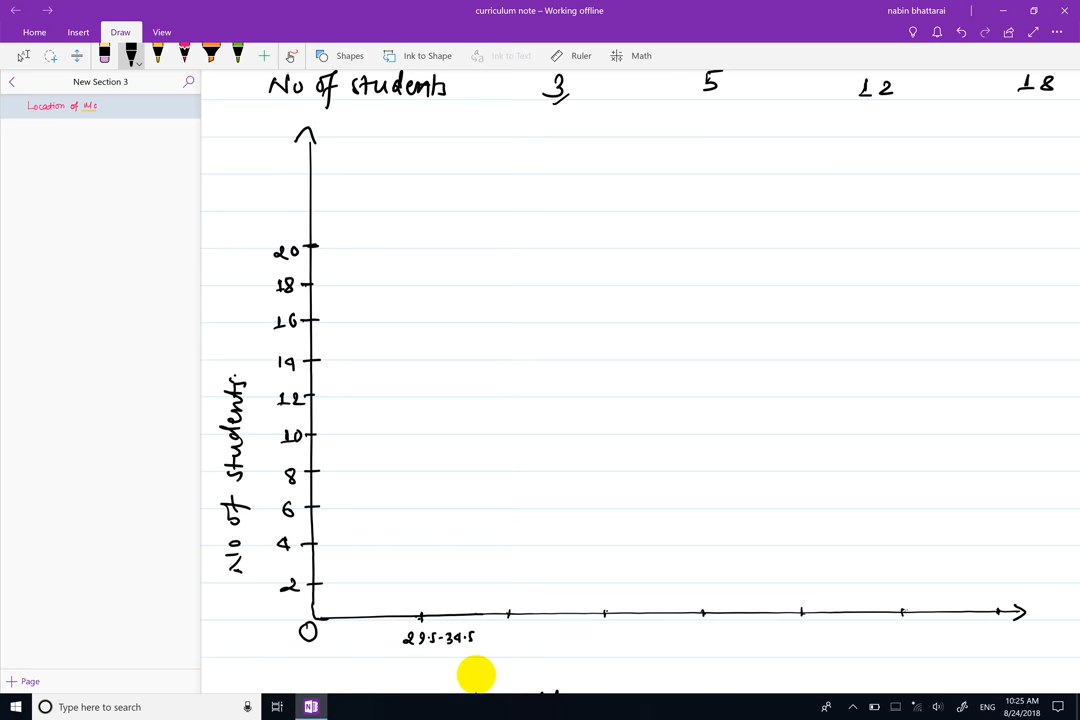 curriculum note – Working offline
nabin bhattarai
Home Insert Draw View
Shapes Ink to Shape Ink to Text Ruler Math
New Section 3
Location of Mo
No of students 3 5 12 18
20
18
16
14
12
10
8
6
4
2
0
No of students.
29.5-34.5
Page
Type here to search
ENG
10:25 AM
8/24/2018